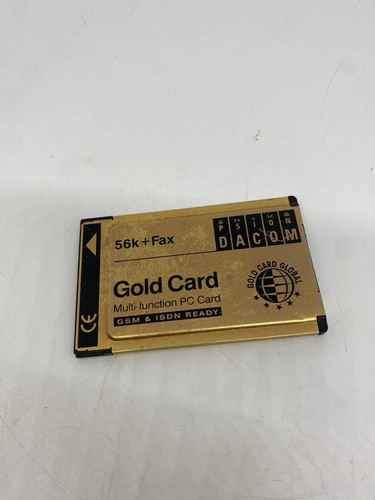 56k+Fax
PSION
DACOM
Gold Card
Multi-function PC Card
GSM & ISDN READY
GOLD CARD GLOBAL
CE